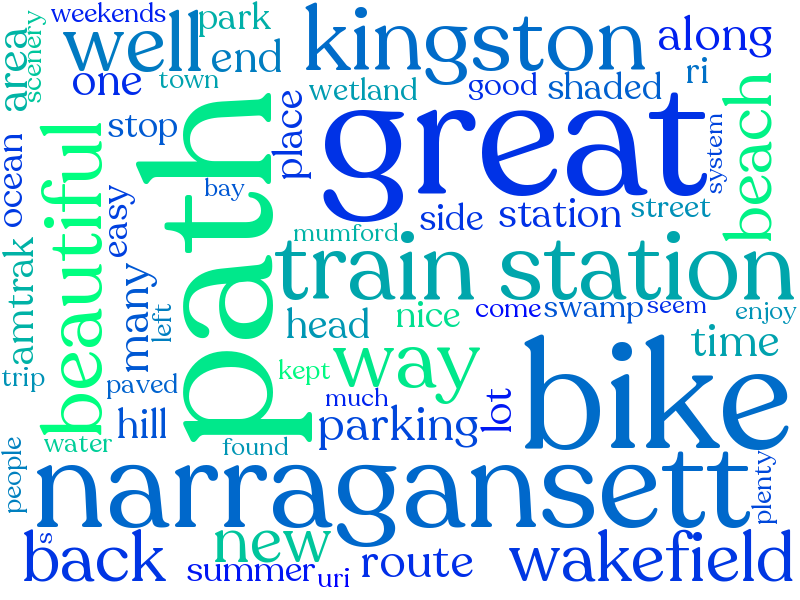 weekends
park
well
kingston
along
area
scenery
one
end
town
wetland
good
shaded
ri
beach
ocean
stop
path
place
great
system
beautiful
easy
bay
side
station
street
mumford
amtrak
many
left
train station
head
nice
come
swamp
seem
enjoy
trip
paved
kept
way
time
much
lot
bike
hill
parking
water
found
people
narragansett
plenty
s
back
new
summer
uri
route
wakefield